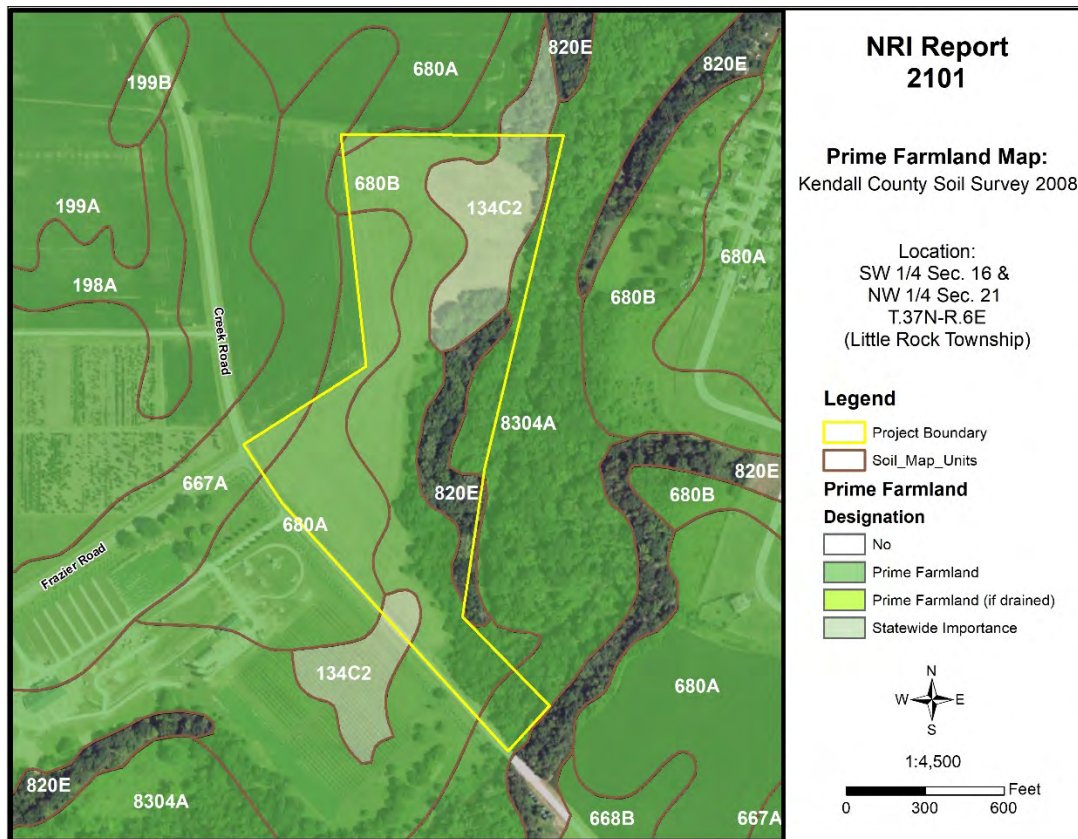 820E
820E
199B
680A
680B
199A
134C2
680A
198A
680B
Creek Road
8304A
667A
820E
820E
680B
680A
Frazier Road
134C2
680A
820E
8304A
668B
667A
NRI Report
2101
Prime Farmland Map:
Kendall County Soil Survey 2008
Location:
SW 1/4 Sec. 16 &
NW 1/4 Sec. 21
T.37N-R.6E
(Little Rock Township)
Legend
Project Boundary
Soil_Map_Units
Prime Farmland
Designation
No
Prime Farmland
Prime Farmland (if drained)
Statewide Importance
N
W E
S
1:4,500
Feet
0 300 600